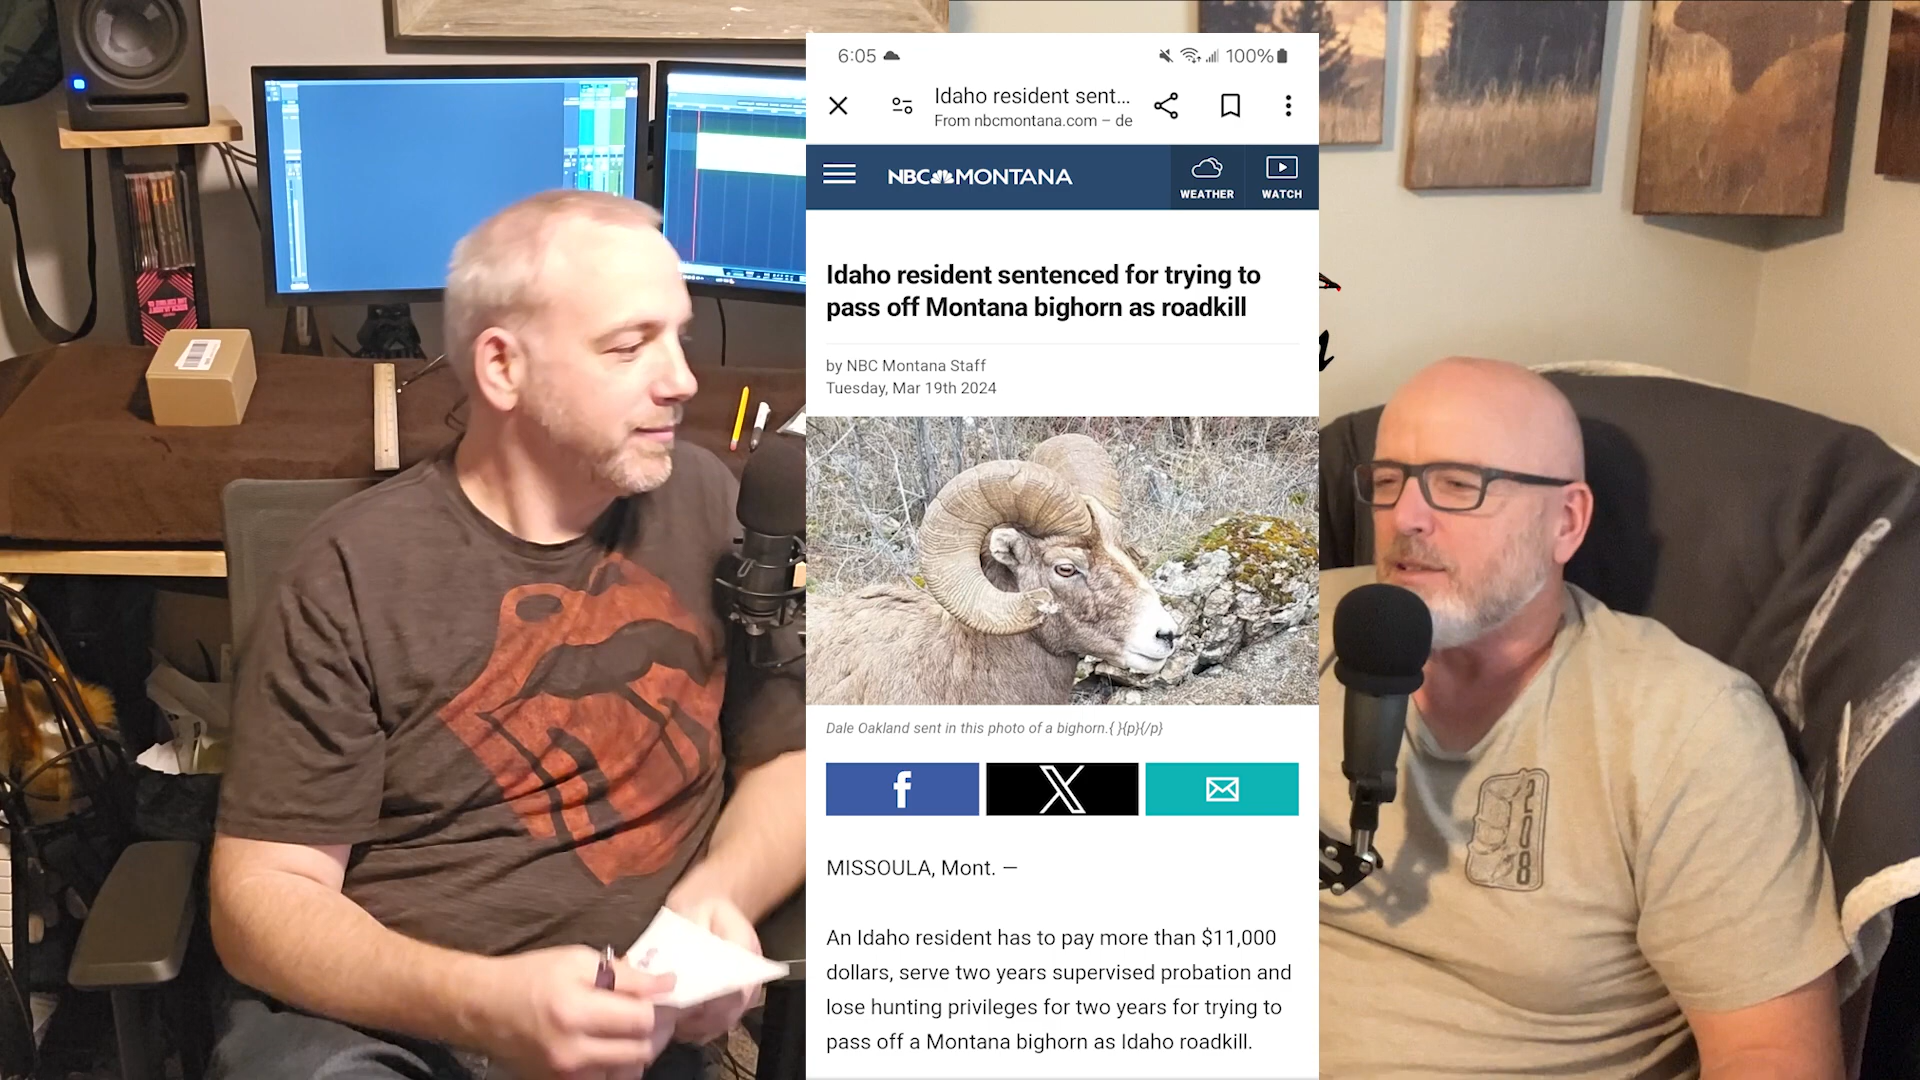 6:05
100%
Idaho resident sent...
From nbcmontana.com – de
NBC MONTANA
WEATHER
WATCH
Idaho resident sentenced for trying to
pass off Montana bighorn as roadkill
by NBC Montana Staff
Tuesday, Mar 19th 2024
Dale Oakland sent in this photo of a bighorn.{ }{p}{/p}
f
X
MISSOULA, Mont. —
An Idaho resident has to pay more than $11,000
dollars, serve two years supervised probation and
lose hunting privileges for two years for trying to
pass off a Montana bighorn as Idaho roadkill.
208